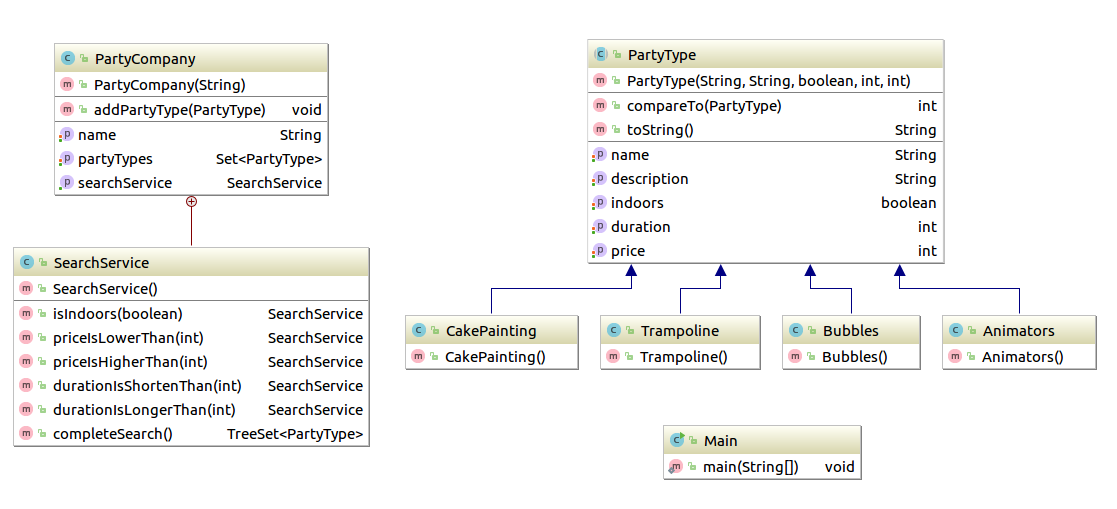 PartyCompany
PartyCompany(String)
addPartyType(PartyType) void
name String
partyTypes Set<PartyType>
searchService SearchService
SearchService
SearchService()
isIndoors(boolean) SearchService
priceIsLowerThan(int) SearchService
priceIsHigherThan(int) SearchService
durationIsShortenThan(int) SearchService
durationIsLongerThan(int) SearchService
completeSearch() TreeSet<PartyType>
PartyType
PartyType(String, String, boolean, int, int)
compareTo(PartyType) int
toString() String
name String
description String
indoors boolean
duration int
price int
CakePainting
CakePainting()
Trampoline
Trampoline()
Bubbles
Bubbles()
Animators
Animators()
Main
main(String[]) void